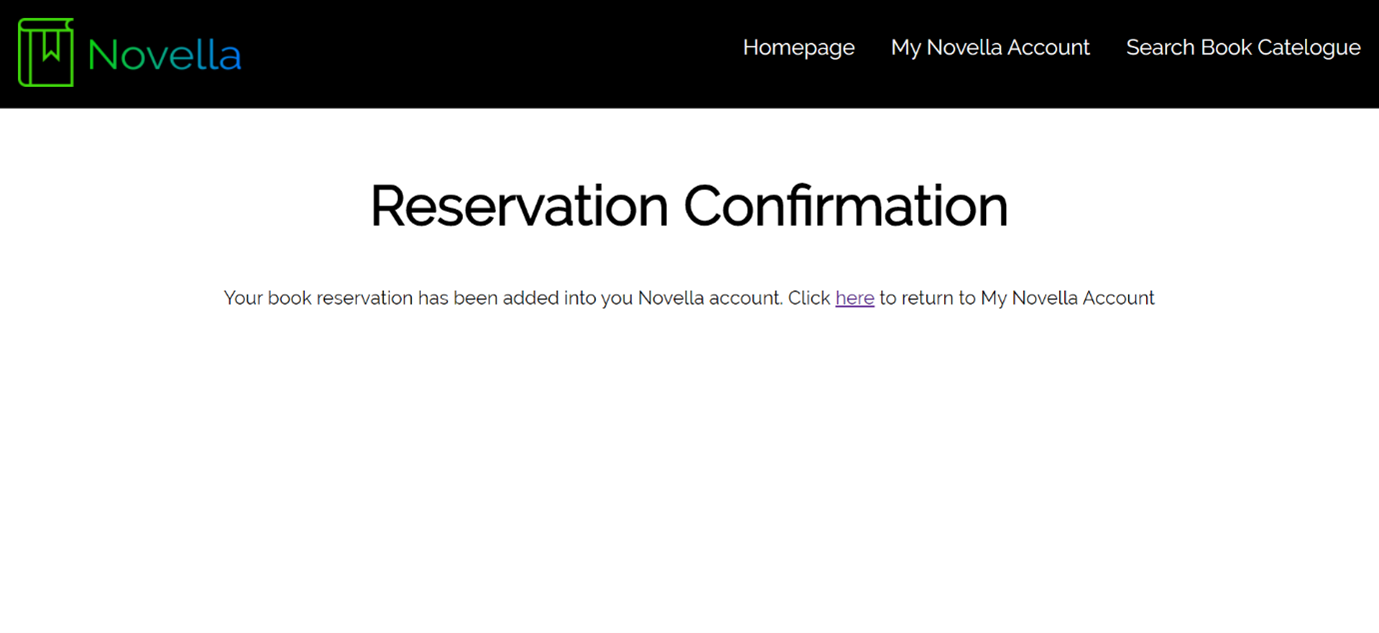 Novella
Homepage My Novella Account Search Book Catelogue
Reservation Confirmation
Your book reservation has been added into you Novella account. Click here to return to My Novella Account